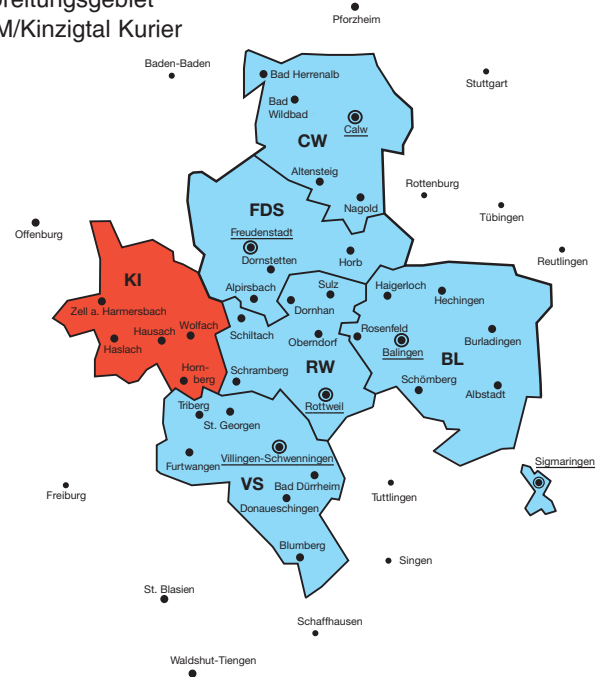 M/Kinzigtal Kurier
Pforzheim
Baden-Baden
Stuttgart
Bad Herrenalb
Bad
Wildbad
Calw
CW
Altensteig
Nagold
Rottenburg
Tübingen
FDS
Freudenstadt
Offenburg
Reutlingen
Dornstetten
Horb
KI
Alpirsbach
Sulz
Haigerloch
Hechingen
Zell a. Harmersbach
Dornhan
Schiltach
Wolfach
Hausach
Haslach
Oberndorf
Rosenfeld
Burladingen
Balingen
BL
RW
Horn-
berg
Schramberg
Schömberg
Albstadt
Rottweil
Triberg
St. Georgen
Villingen-Schwenningen
Furtwangen
Sigmaringen
VS
Bad Dürrheim
Donaueschingen
Freiburg
Tuttlingen
Blumberg
Singen
St. Blasien
Schaffhausen
Waldshut-Tiengen